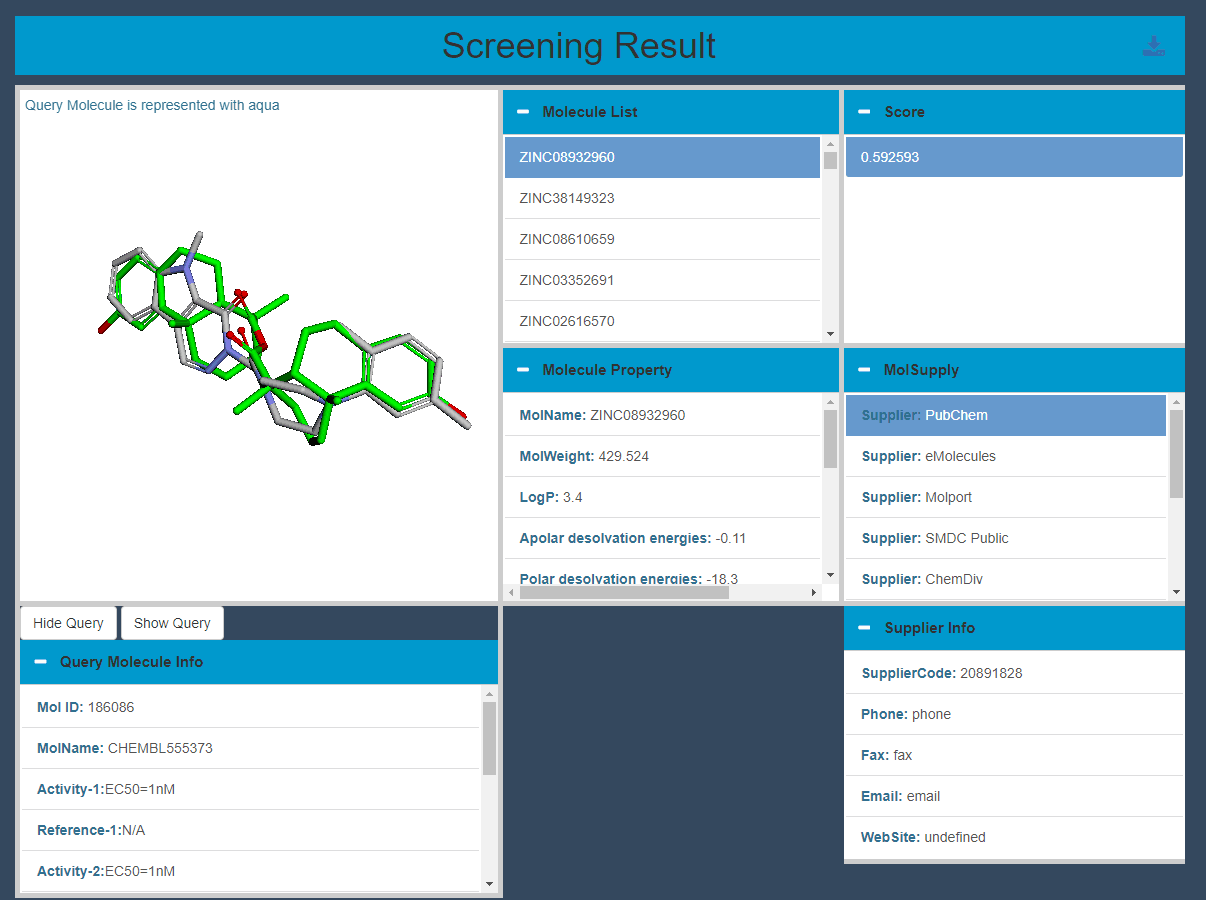 Screening Result
Query Molecule is represented with aqua
Molecule List
ZINC08932960
ZINC38149323
ZINC08610659
ZINC03352691
ZINC02616570
Score
0.592593
Molecule Property
MolName: ZINC08932960
MolWeight: 429.524
LogP: 3.4
Apolar desolvation energies: -0.11
Polar desolvation energies: -18.3
MolSupply
Supplier: PubChem
Supplier: eMolecules
Supplier: Molport
Supplier: SMDC Public
Supplier: ChemDiv
Hide Query
Show Query
Query Molecule Info
Mol ID: 186086
MolName: CHEMBL555373
Activity-1:EC50=1nM
Reference-1:N/A
Activity-2:EC50=1nM
Supplier Info
SupplierCode: 20891828
Phone: phone
Fax: fax
Email: email
WebSite: undefined